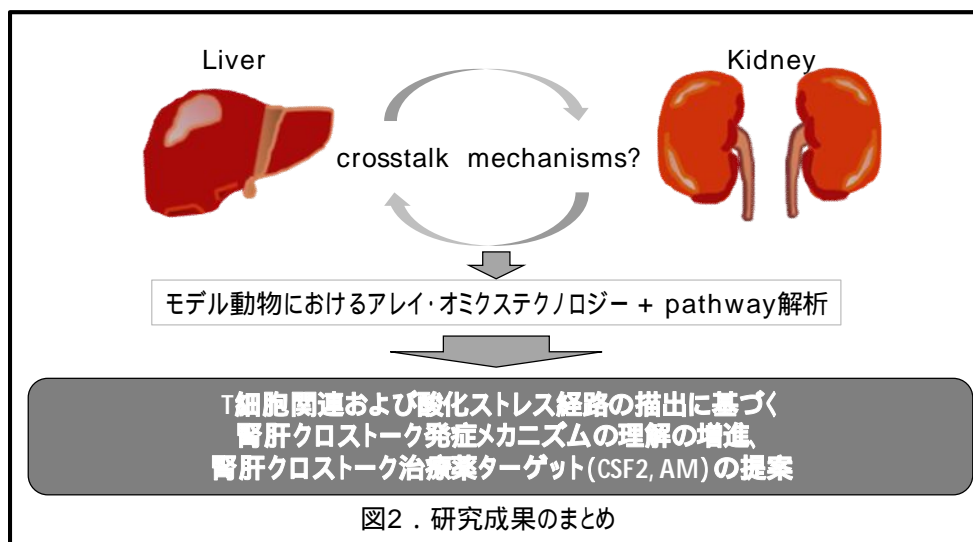 Liver
Kidney
crosstalk mechanisms?
モデル動物におけるアレイ・オミクステクノロジー + pathway解析
T細胞関連および酸化ストレス経路の描出に基づく
腎肝クロストーク発症メカニズムの理解の増進、
腎肝クロストーク治療薬ターゲット(CSF2, AM)の提案
図2．研究成果のまとめ